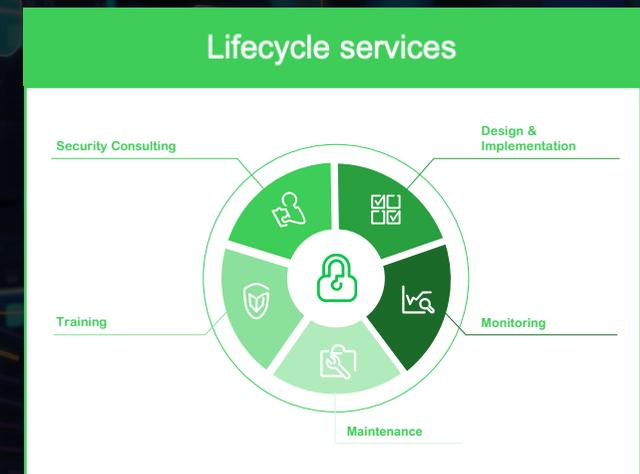 Lifecycle services
Security Consulting
Design &
Implementation
Training
Monitoring
Maintenance